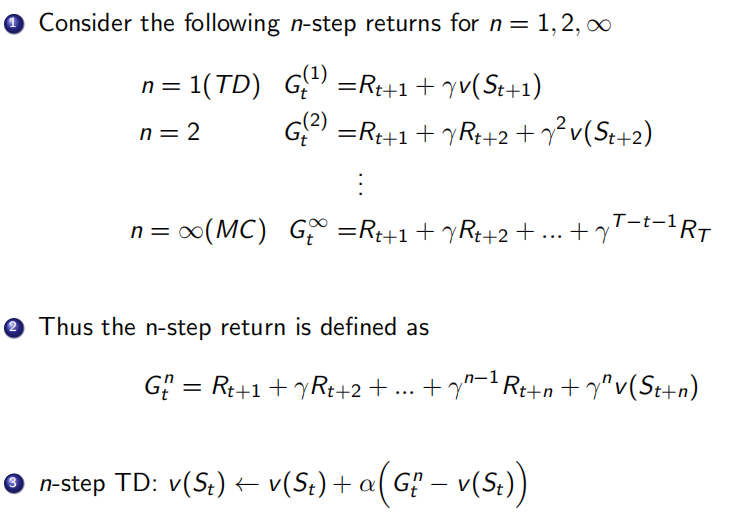 1 Consider the following n-step returns for n = 1, 2, ∞
n = 1(TD) G_t^{(1)} =R_{t+1} + γv(S_{t+1})
n = 2 G_t^{(2)} =R_{t+1} + γR_{t+2} + γ^2 v(S_{t+2})
⋮
n = ∞(MC) G_t^∞ =R_{t+1} + γR_{t+2} + ... + γ^{T−t−1} R_T
2 Thus the n-step return is defined as
G_t^n = R_{t+1} + γR_{t+2} + ... + γ^{n−1} R_{t+n} + γ^n v(S_{t+n})
3 n-step TD: v(S_t) ← v(S_t) + α(G_t^n − v(S_t))